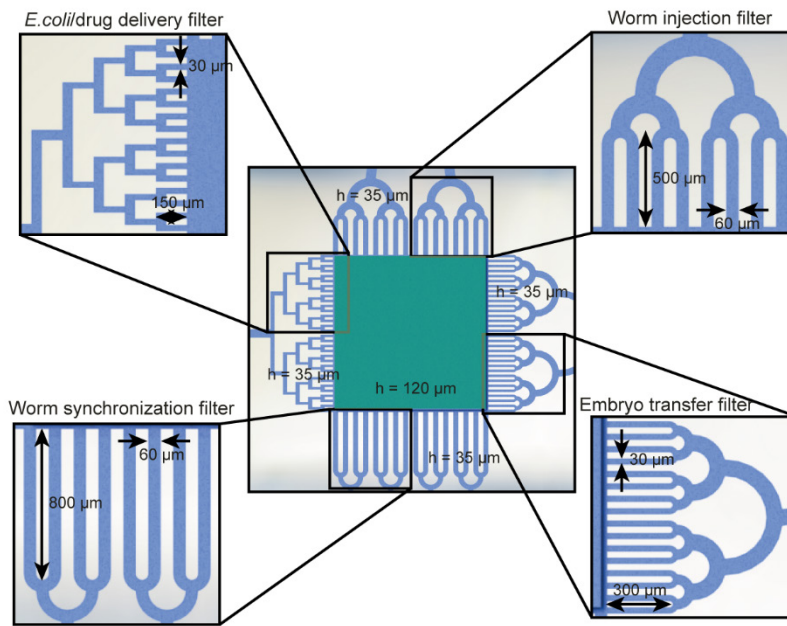 E.coli/drug delivery filter
Worm injection filter
30 µm
150 µm
500 µm
60 µm
h = 35 µm
h = 35 µm
h = 35 µm
h = 120 µm
h = 35 µm
Worm synchronization filter
60 µm
800 µm
Embryo transfer filter
30 µm
300 µm